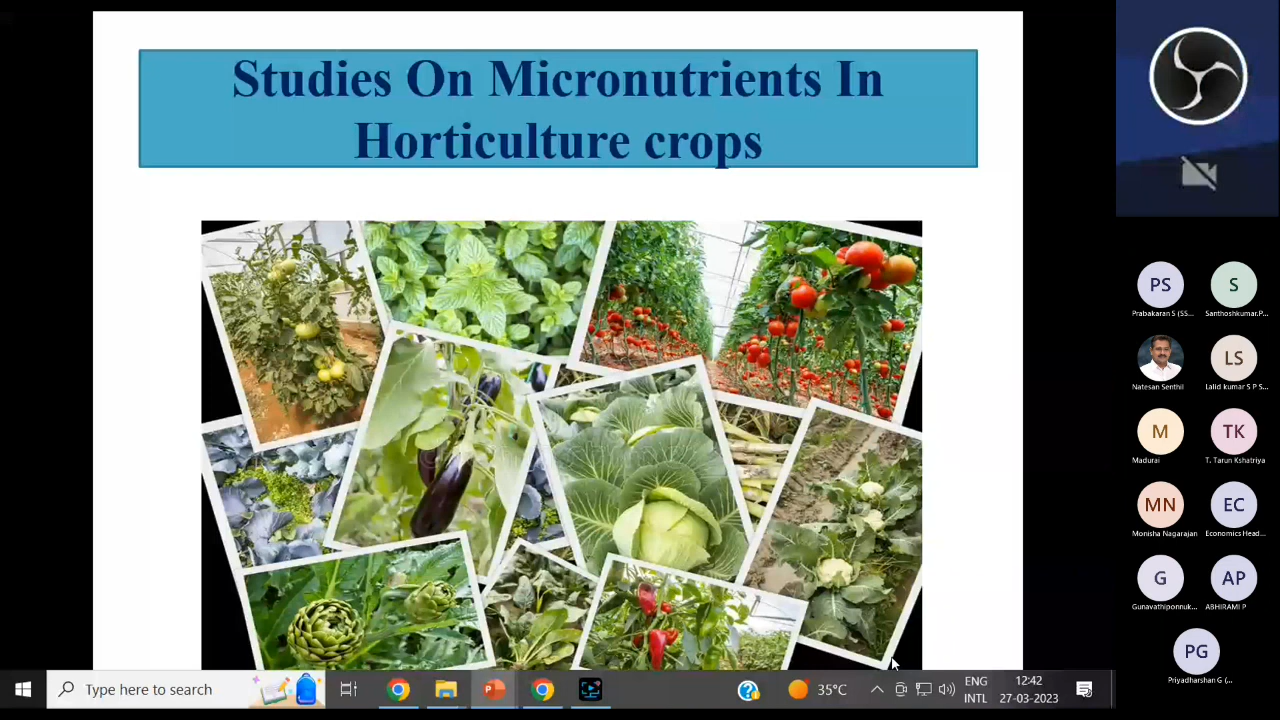 Studies On Micronutrients In
Horticulture crops
PS
S
Prabakaran S (SS...
Santhoshkumar.P...
LS
Natesan Senthil
Lalid kumar S P S...
M
TK
Madurai
T. Tarun Kshatriya
MN
EC
Monisha Nagarajan
Economics Head...
G
AP
Gunavathiponnuk...
ABHIRAMI P
PG
Priyadharshan G (...
Type here to search
35°C
ENG
INTL
12:42
27-03-2023